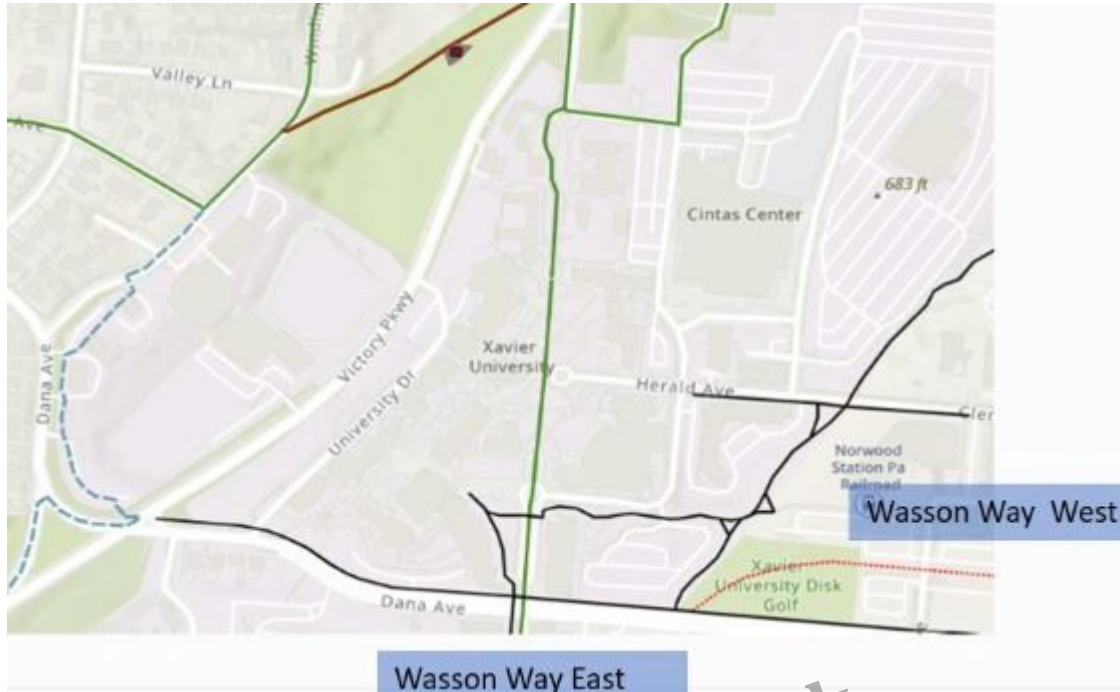 Valley Ln
Ave
683 ft
Cintas Center
Victory Pkwy
Xavier
University
Dana Ave
University Dr
Herald Ave
Norwood
Station Pa
Railroad
Wasson Way West
Xavier
University Disk
Golf
Dana Ave
Wasson Way East